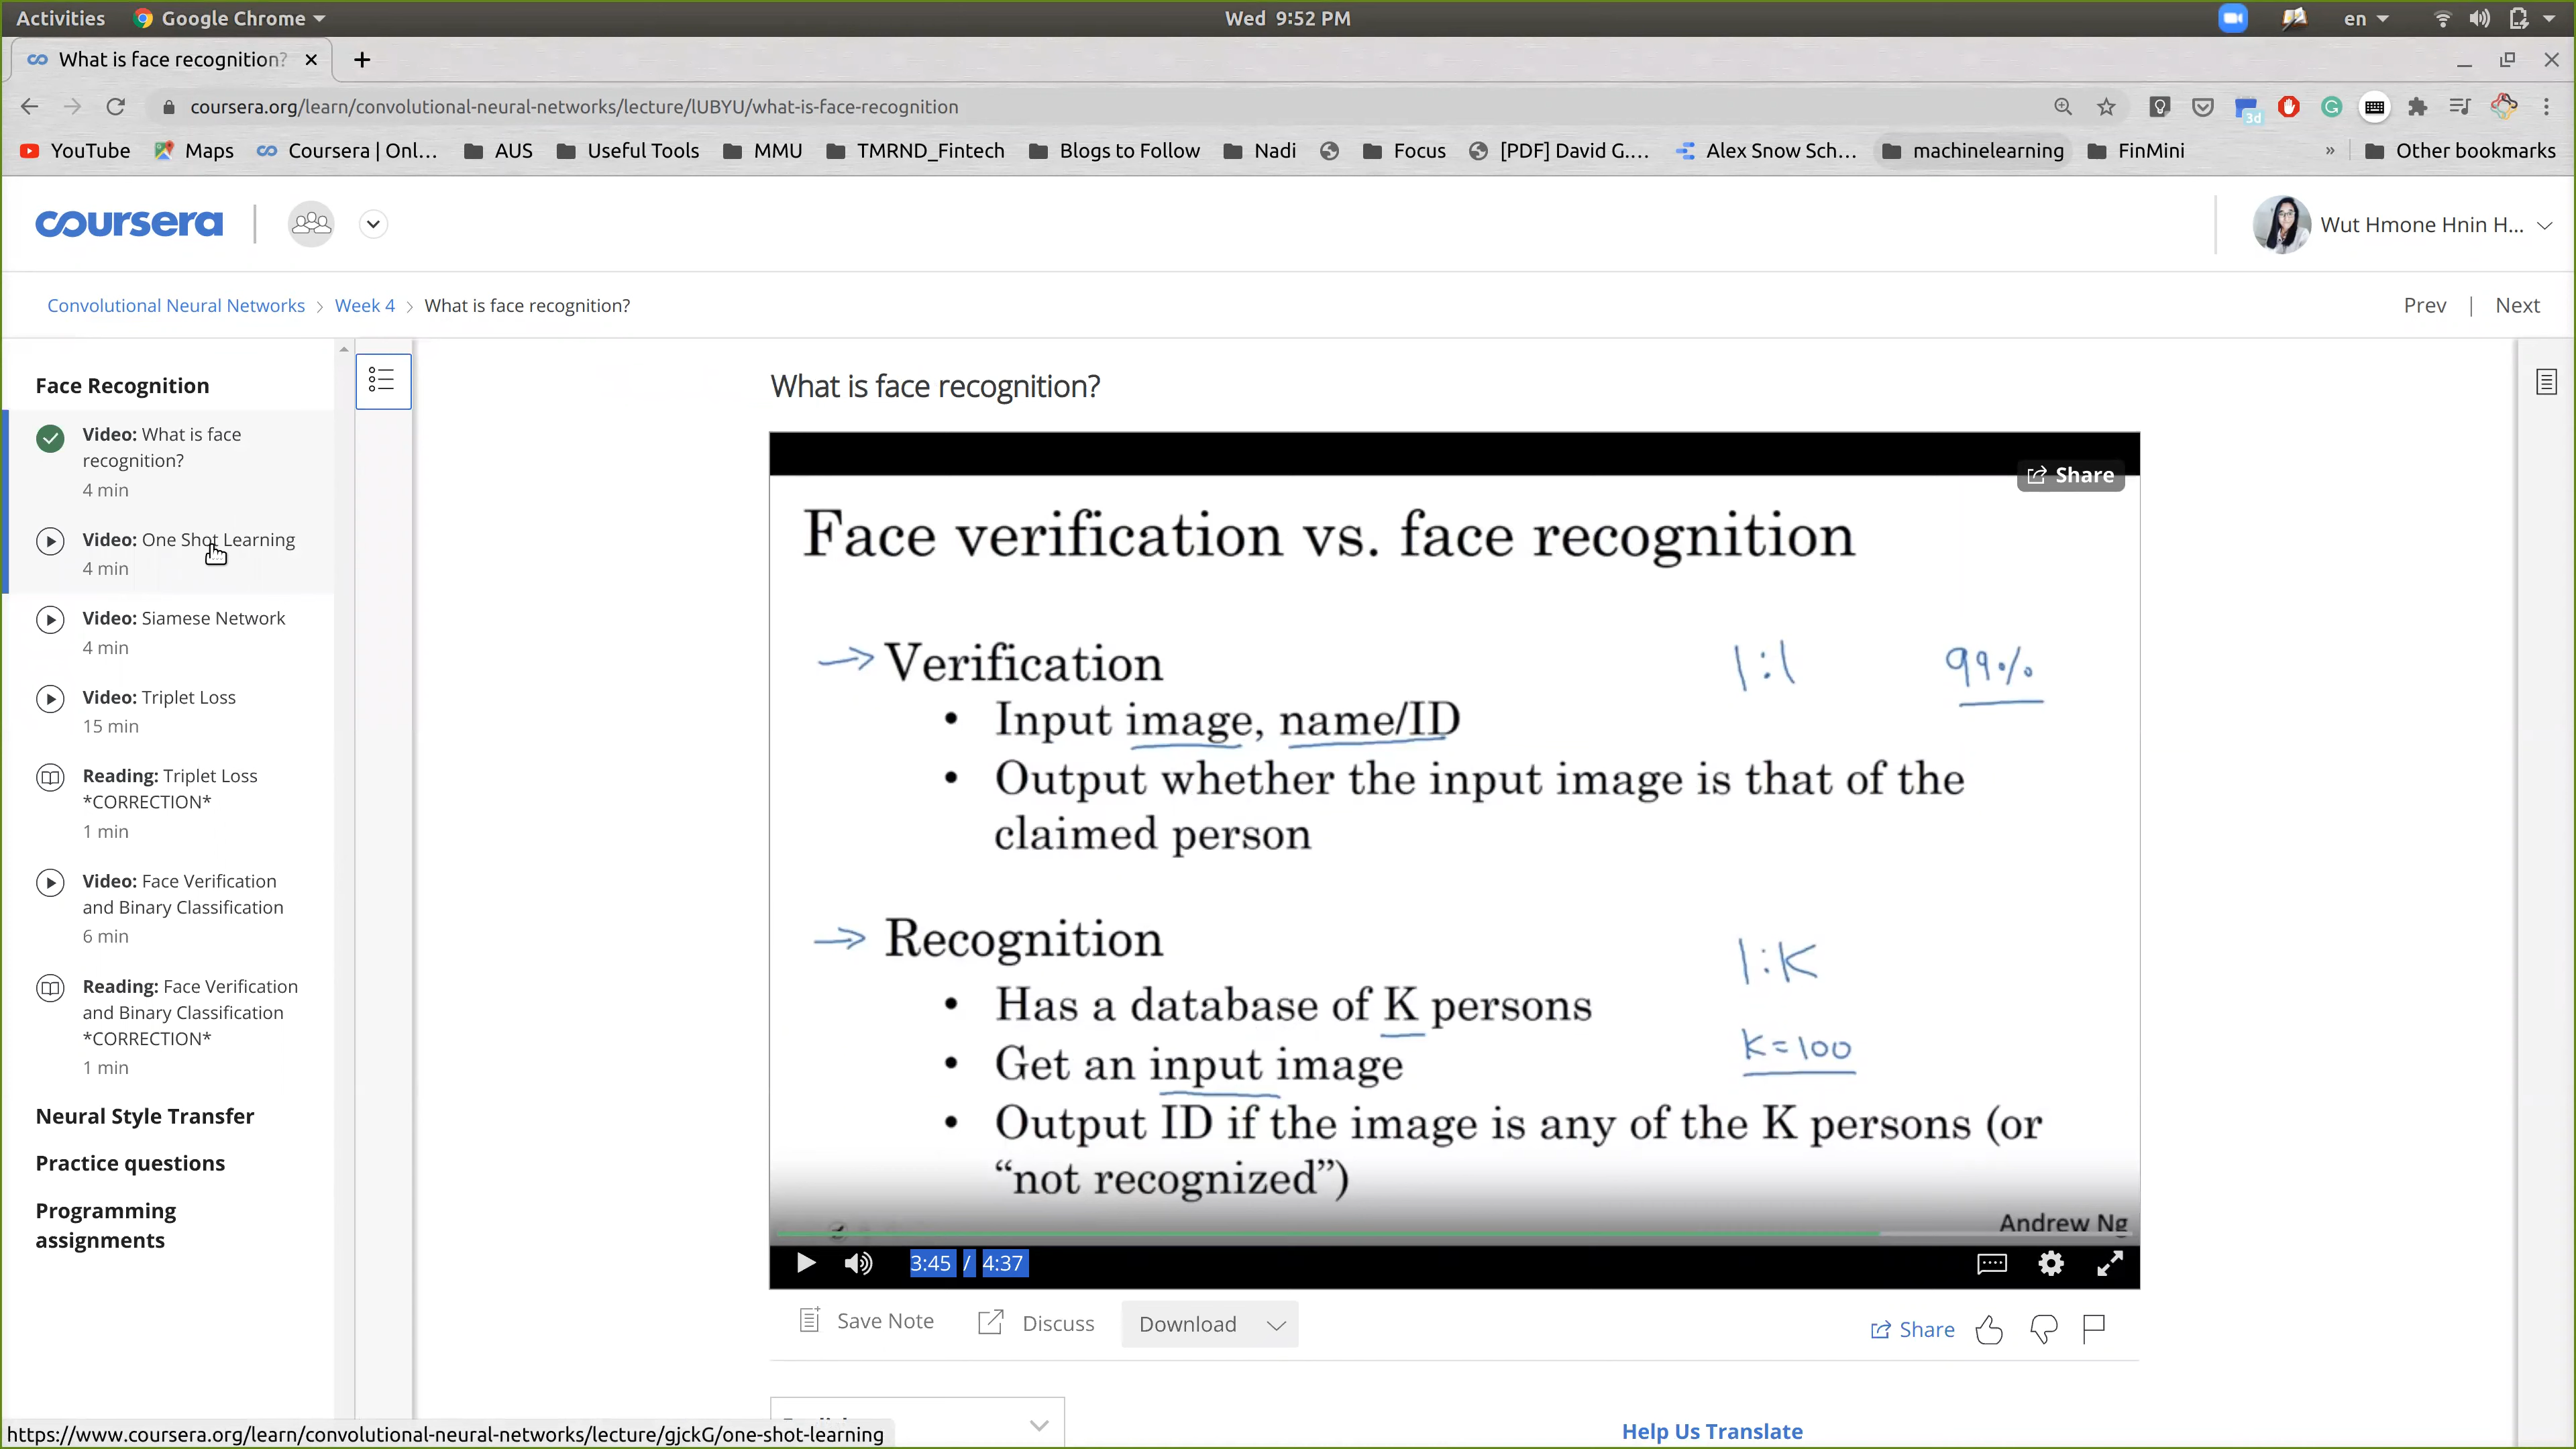 Activities Google Chrome Wed 9:52 PM en
What is face recognition?
coursera.org/learn/convolutional-neural-networks/lecture/lUBYU/what-is-face-recognition
3d
YouTube Maps Coursera | Onl... AUS Useful Tools MMU TMRND_Fintech Blogs to Follow Nadi Focus [PDF] David G.... Alex Snow Sch... machinelearning FinMini » Other bookmarks
coursera
Wut Hmone Hnin H...
Convolutional Neural Networks > Week 4 > What is face recognition?
Prev | Next
Face Recognition
Video: What is face
recognition?
4 min
Video: One Shot Learning
4 min
Video: Siamese Network
4 min
Video: Triplet Loss
15 min
Reading: Triplet Loss
*CORRECTION*
1 min
Video: Face Verification
and Binary Classification
6 min
Reading: Face Verification
and Binary Classification
*CORRECTION*
1 min
Neural Style Transfer
Practice questions
Programming
assignments
What is face recognition?
Share
Face verification vs. face recognition
→ Verification 1:1 99%
• Input image, name/ID
• Output whether the input image is that of the
claimed person
→ Recognition 1:K
• Has a database of K persons
K=100
• Get an input image
• Output ID if the image is any of the K persons (or
“not recognized”)
Andrew Ng
3:45 / 4:37
Save Note Discuss Download Share
Help Us Translate
https://www.coursera.org/learn/convolutional-neural-networks/lecture/gjckG/one-shot-learning